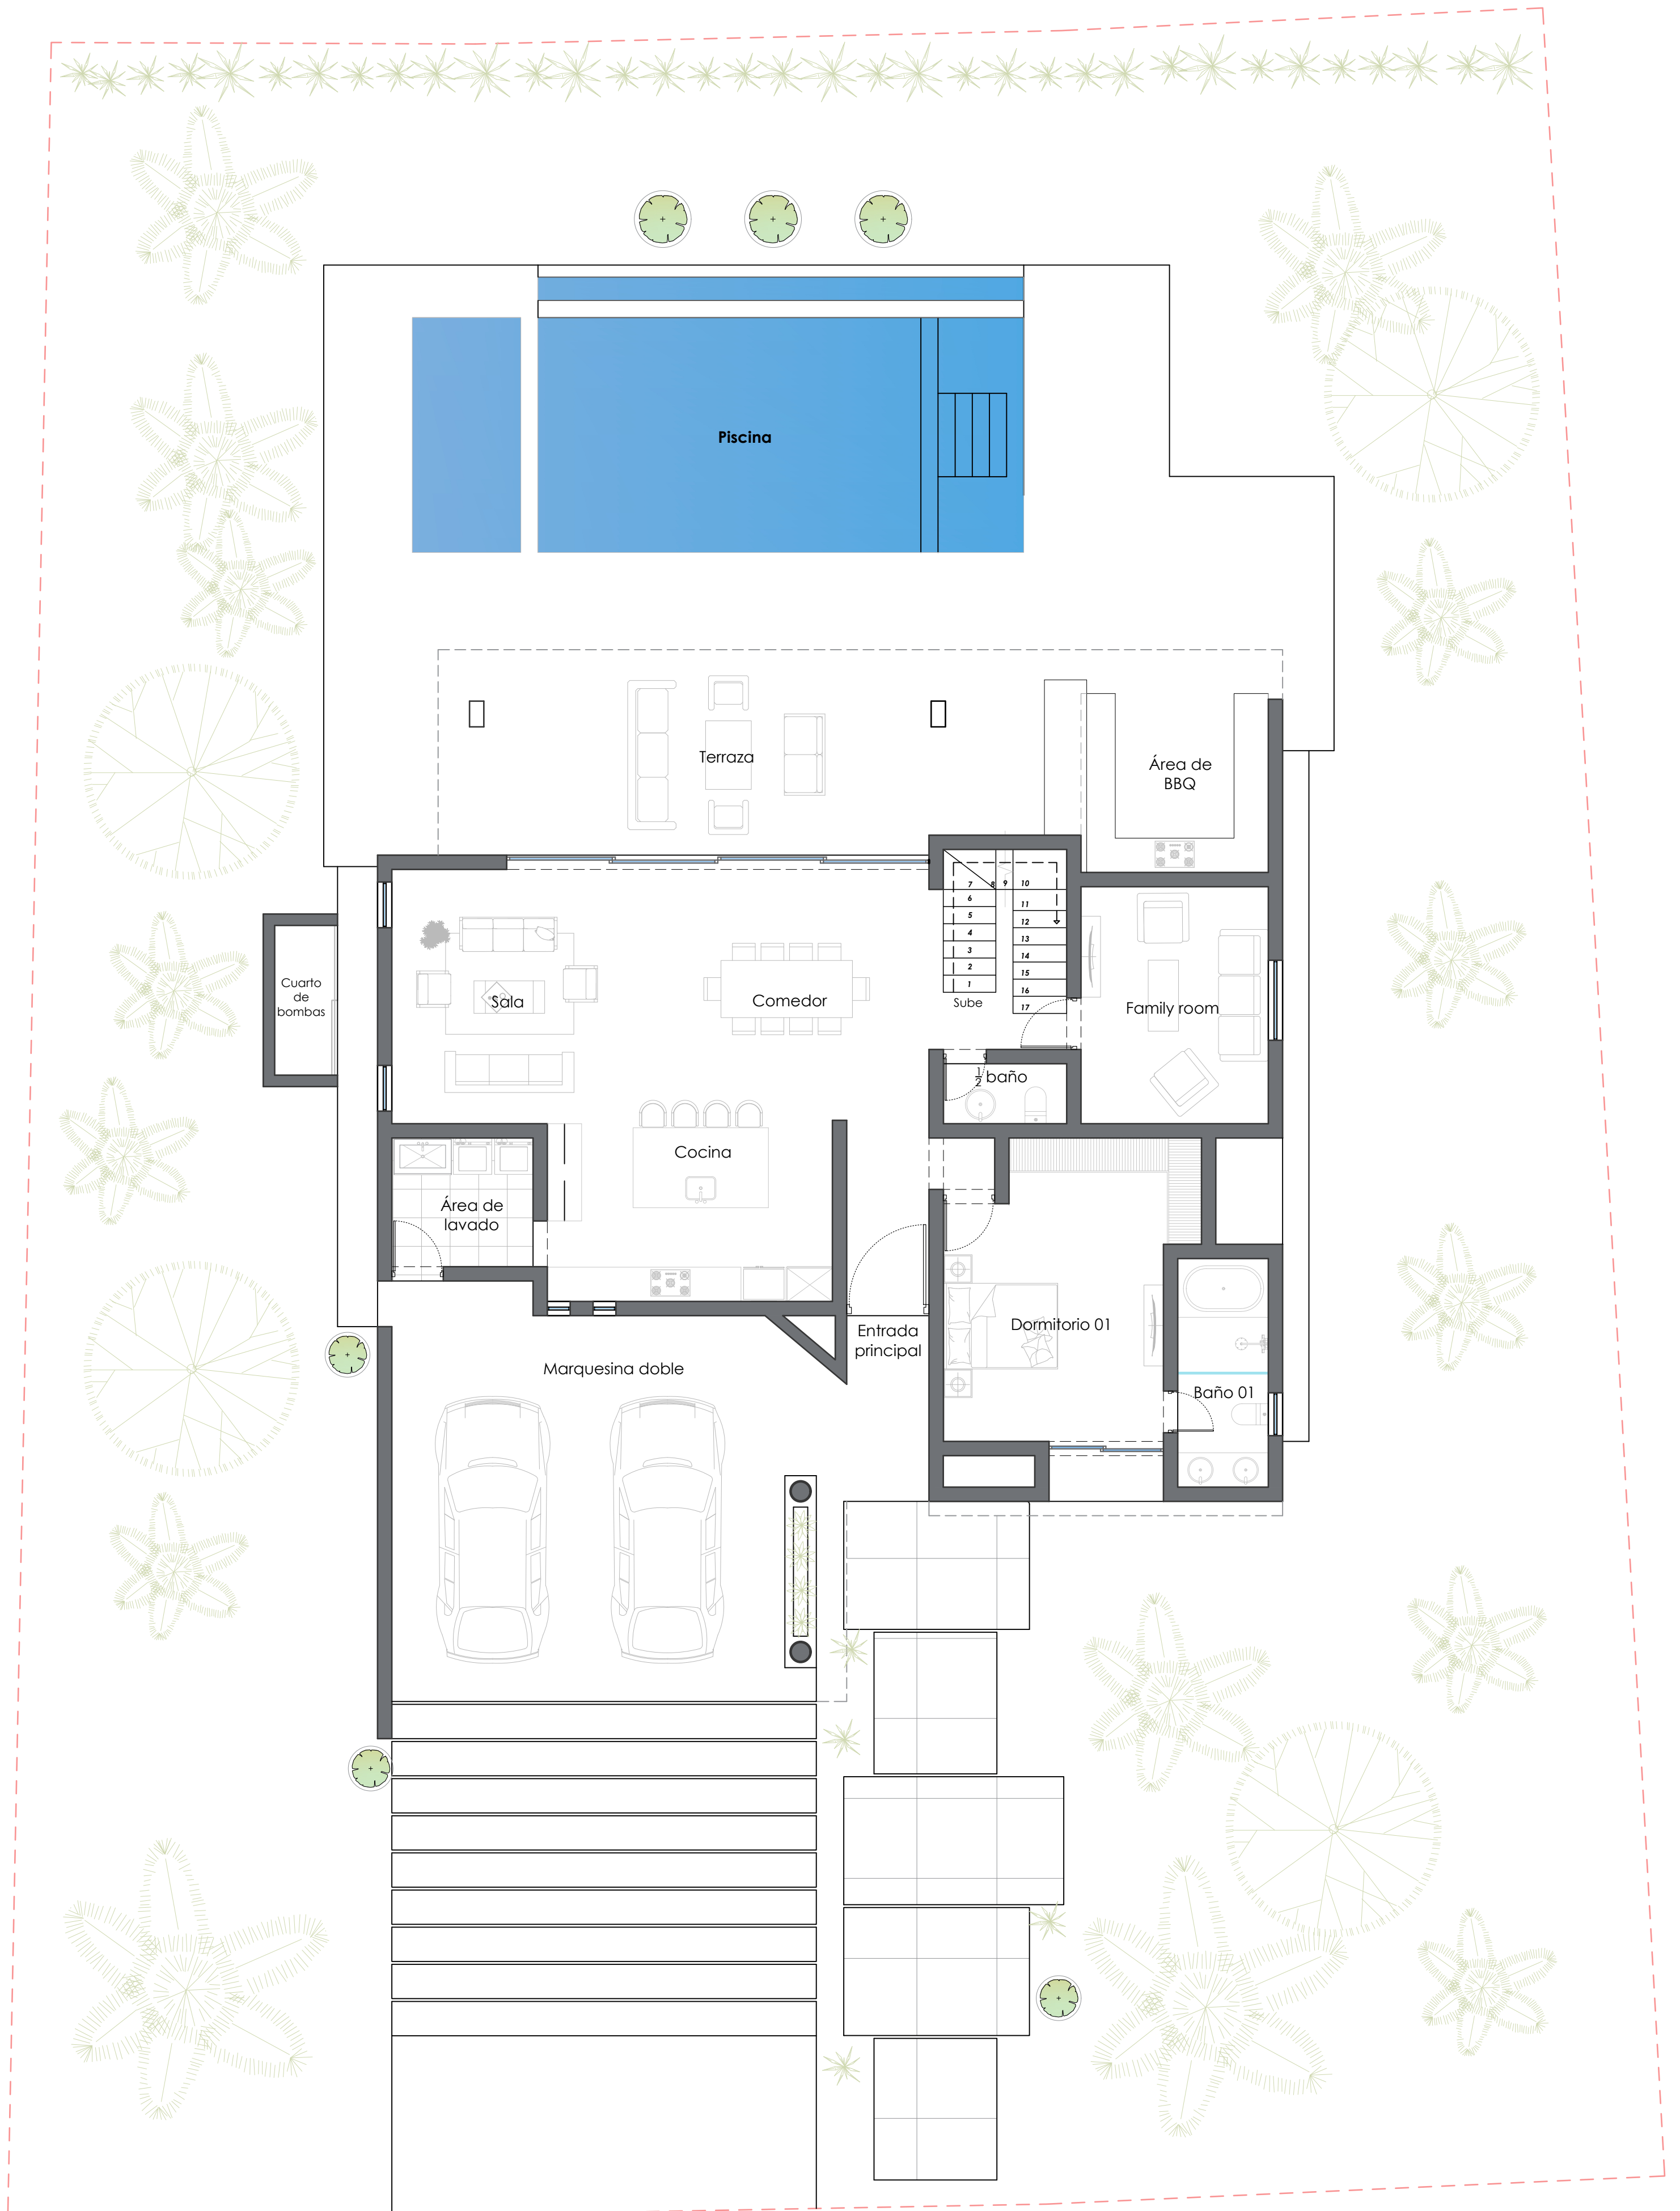 Piscina
Terraza
Área de
BBQ
7
8
9
10
6
11
5
12
4
13
3
14
2
15
1
16
17
Sube
Cuarto
de
bombas
Sala
Comedor
Family room
½ baño
Cocina
Área de
lavado
Entrada
principal
Dormitorio 01
Marquesina doble
Baño 01